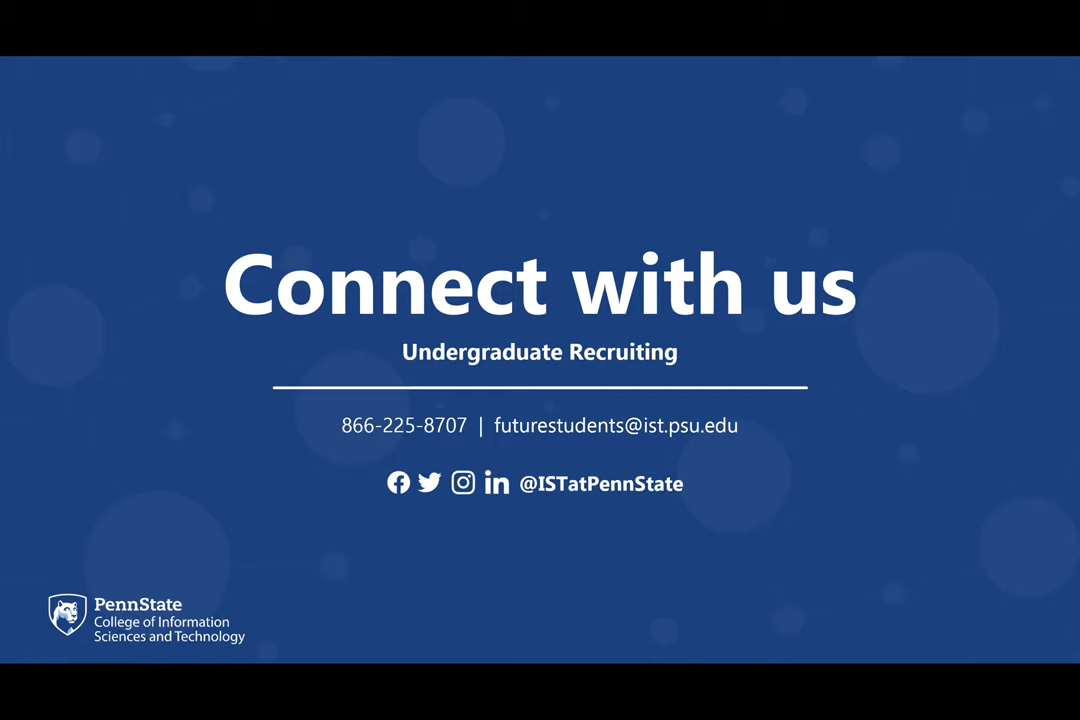 Connect with us
Undergraduate Recruiting
866-225-8707 | futurestudents@ist.psu.edu
@ISTatPennState
PennState
College of Information
Sciences and Technology